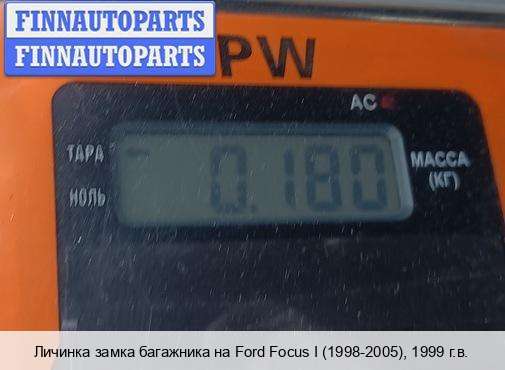 FINNAUTOPARTS
FINNAUTOPARTS
PW
AC
ТАРА
0.180
МАССА
(КГ)
НОЛЬ
Личинка замка багажника на Ford Focus I (1998-2005), 1999 г.в.